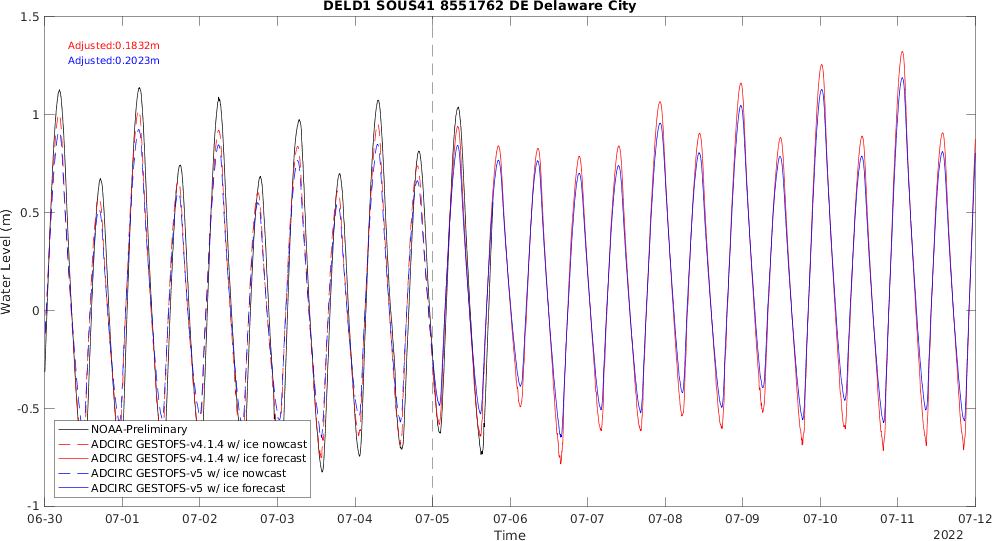 DELD1 SOUS41 8551762 DE Delaware City
1.5
Adjusted:0.1832m
Adjusted:0.2023m
1
0.5
Water Level (m)
0
-0.5
NOAA-Preliminary
ADCIRC GESTOFS-v4.1.4 w/ ice nowcast
ADCIRC GESTOFS-v4.1.4 w/ ice forecast
ADCIRC GESTOFS-v5 w/ ice nowcast
ADCIRC GESTOFS-v5 w/ ice forecast
-1
06-30 07-01 07-02 07-03 07-04 07-05 07-06 07-07 07-08 07-09 07-10 07-11 07-12
Time
2022